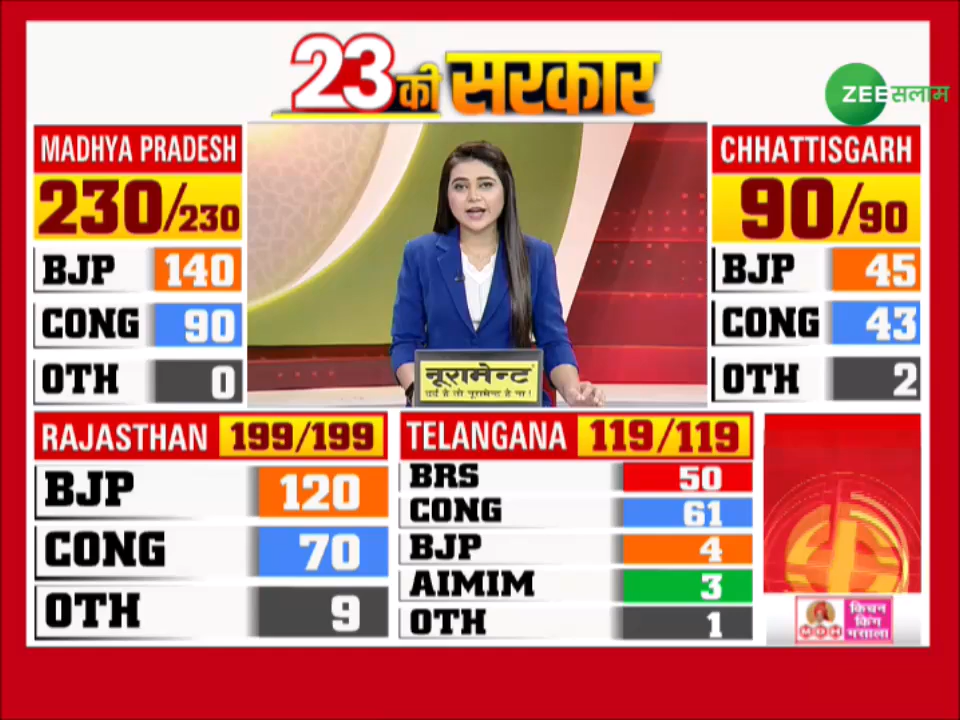 23 की सरकार
ZEE सलाम
MADHYA PRADESH
230/230
BJP 140
CONG 90
OTH 0
CHHATTISGARH
90/90
BJP 45
CONG 43
OTH 2
नूरामेन्ट
दर्द है तो नूरामेन्ट है ना!
RAJASTHAN 199/199
BJP 120
CONG 70
OTH 9
TELANGANA 119/119
BRS 50
CONG 61
BJP 4
AIMIM 3
OTH 1
MDH
किचन
किंग
मसाला